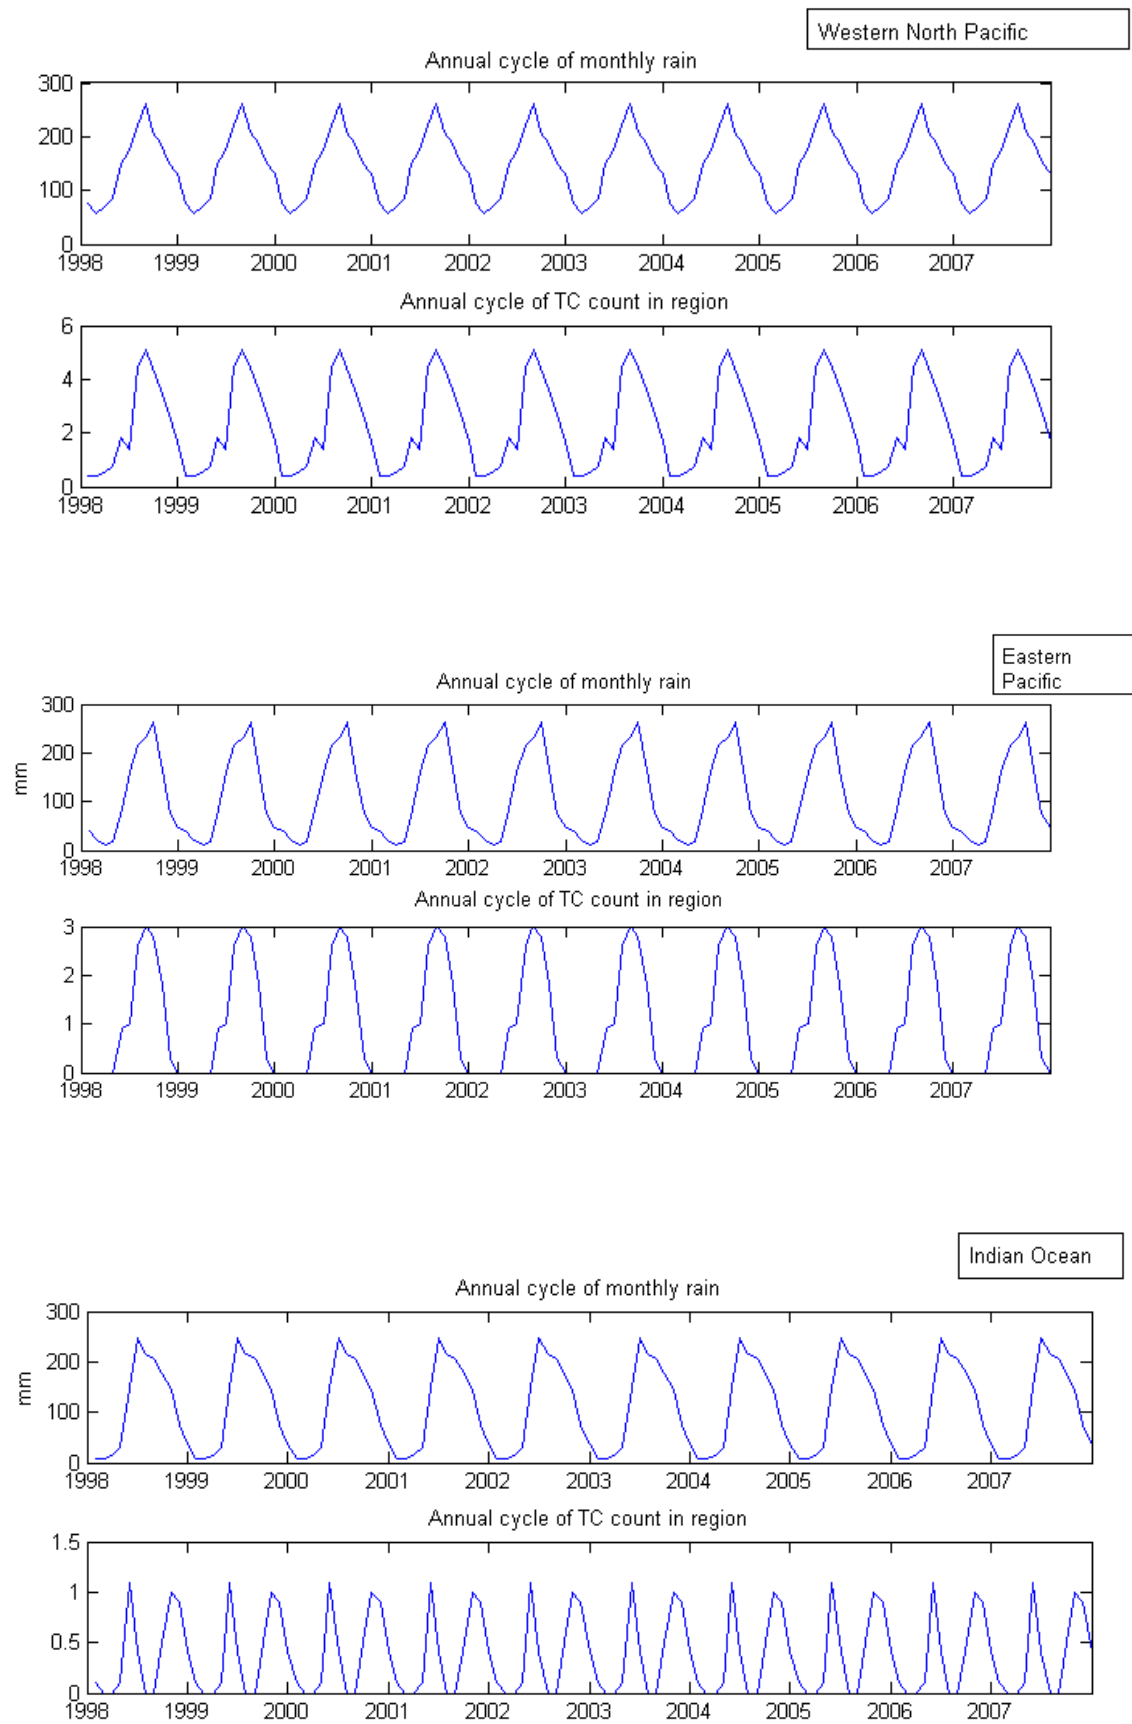 Western North Pacific
Annual cycle of monthly rain
300
200
100
0
1998 1999 2000 2001 2002 2003 2004 2005 2006 2007
Annual cycle of TC count in region
6
4
2
0
1998 1999 2000 2001 2002 2003 2004 2005 2006 2007
Eastern
Pacific
Annual cycle of monthly rain
300
200
mm
100
0
1998 1999 2000 2001 2002 2003 2004 2005 2006 2007
Annual cycle of TC count in region
3
2
1
0
1998 1999 2000 2001 2002 2003 2004 2005 2006 2007
Indian Ocean
Annual cycle of monthly rain
300
200
mm
100
0
1998 1999 2000 2001 2002 2003 2004 2005 2006 2007
Annual cycle of TC count in region
1.5
1
0.5
0
1998 1999 2000 2001 2002 2003 2004 2005 2006 2007